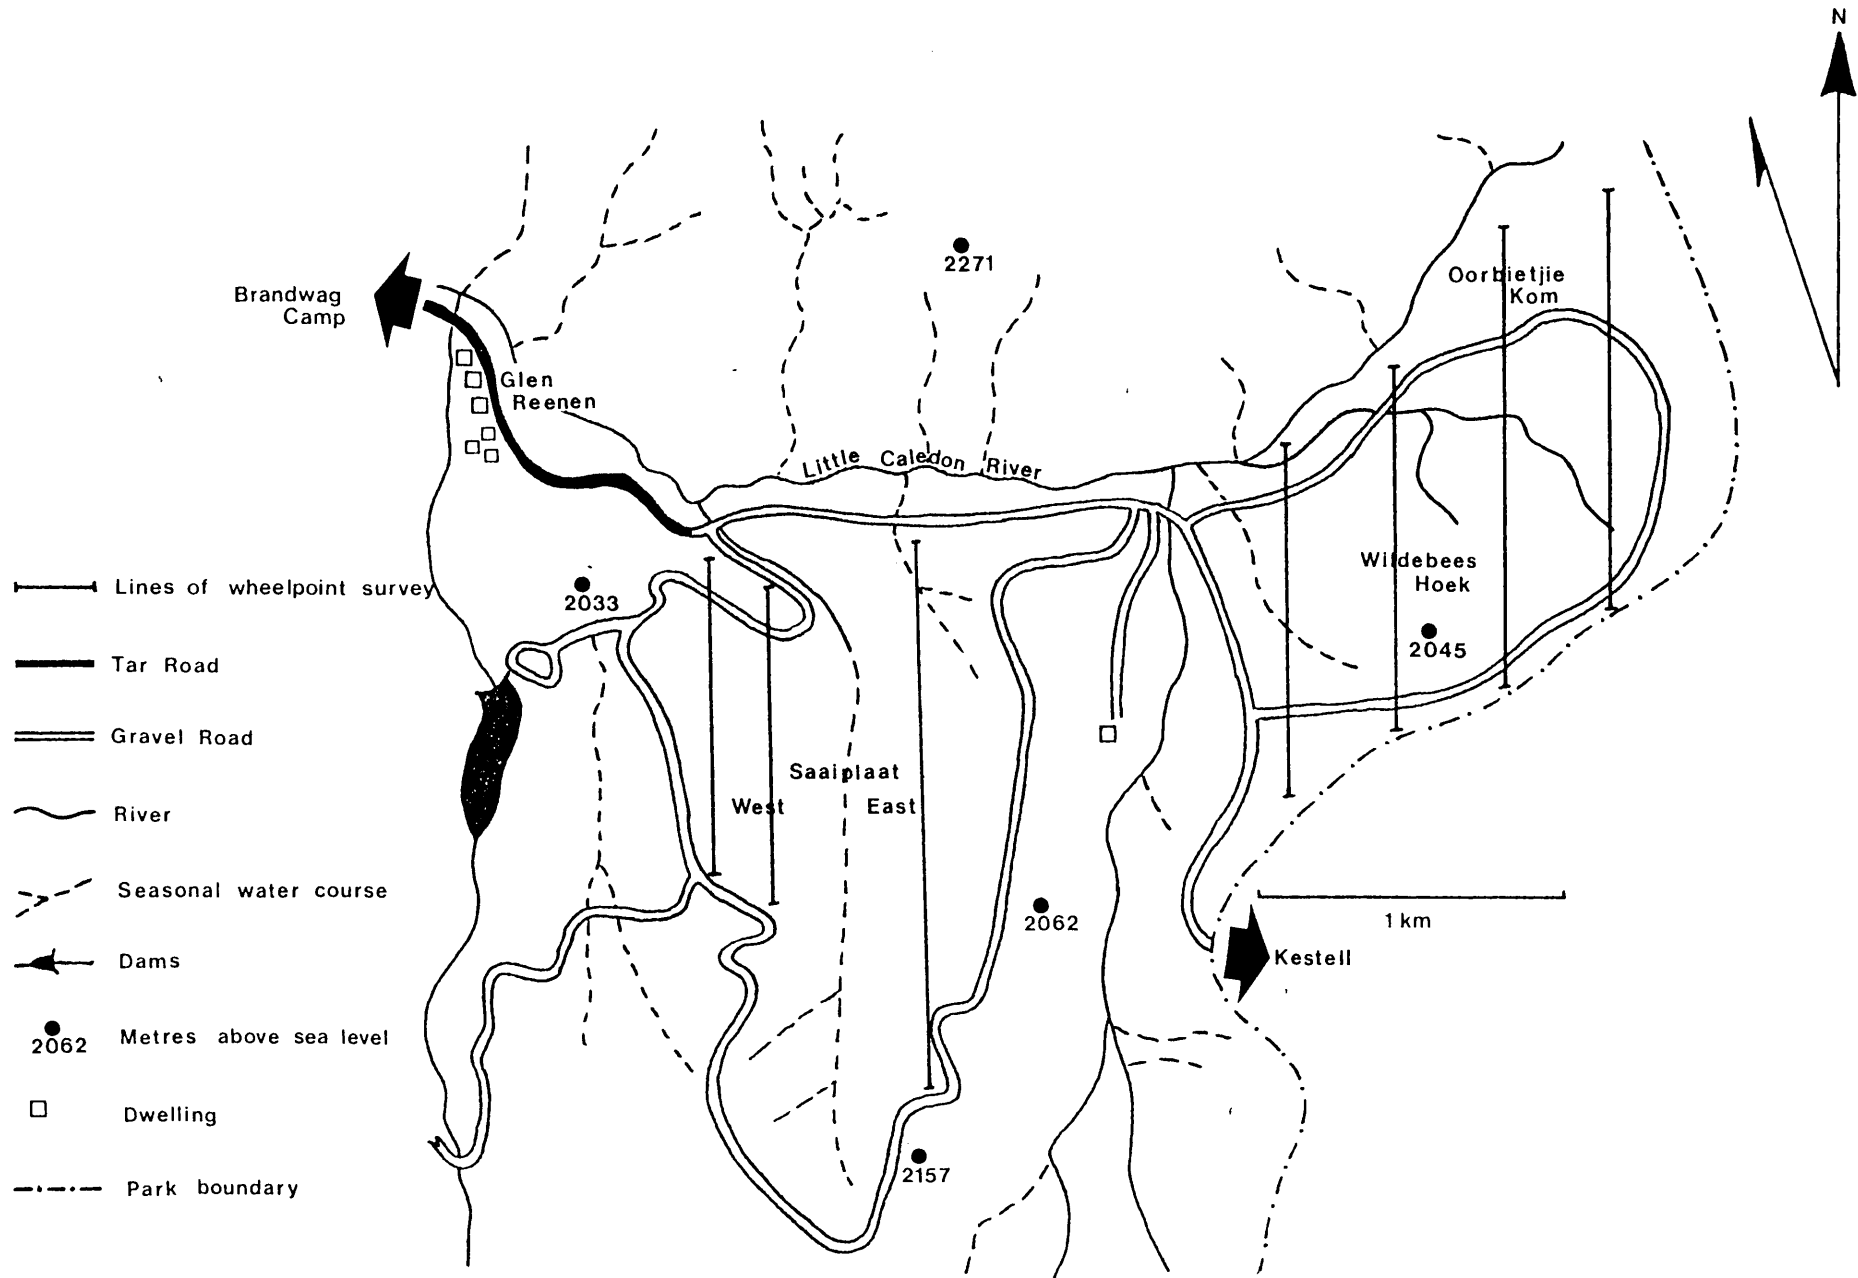 N
2271
Oorbietjie
Kom
Brandwag
Camp
Glen
Reenen
Little Caledon River
Wildebees
Hoek
2045
2033
Saaiplaat
West East
2062
1 km
Kestell
2157
Lines of wheelpoint survey
Tar Road
Gravel Road
River
Seasonal water course
Dams
2062 Metres above sea level
Dwelling
Park boundary